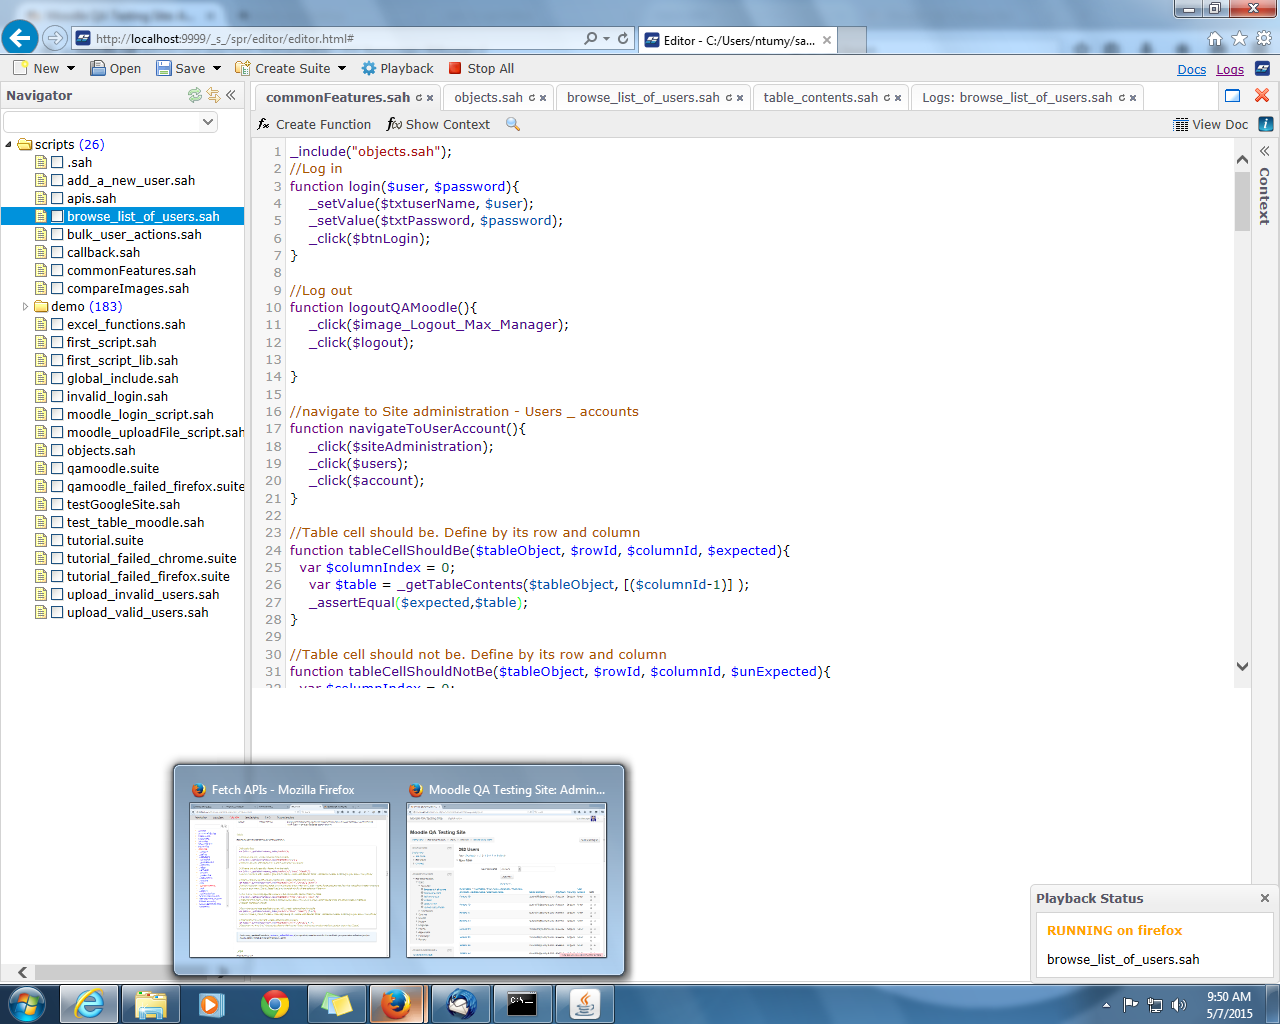 http://localhost:9999/_s_/spr/editor/editor.html#
Editor - C:/Users/ntumy/sa...
New
Open
Save
Create Suite
Playback
Stop All
Docs
Logs
Navigator
commonFeatures.sah
objects.sah
browse_list_of_users.sah
table_contents.sah
Logs: browse_list_of_users.sah
Create Function
Show Context
View Doc
scripts (26)
.sah
add_a_new_user.sah
apis.sah
browse_list_of_users.sah
bulk_user_actions.sah
callback.sah
commonFeatures.sah
compareImages.sah
demo (183)
excel_functions.sah
first_script.sah
first_script_lib.sah
global_include.sah
invalid_login.sah
moodle_login_script.sah
moodle_uploadFile_script.sah
objects.sah
qamoodle.suite
qamoodle_failed_firefox.suite
testGoogleSite.sah
test_table_moodle.sah
tutorial.suite
tutorial_failed_chrome.suite
tutorial_failed_firefox.suite
upload_invalid_users.sah
upload_valid_users.sah
1 _include("objects.sah");
2 //Log in
3 function login($user, $password){
4 _setValue($txtuserName, $user);
5 _setValue($txtPassword, $password);
6 _click($btnLogin);
7 }
8
9 //Log out
10 function logoutQAMoodle(){
11 _click($image_Logout_Max_Manager);
12 _click($logout);
13
14 }
15
16 //navigate to Site administration - Users _ accounts
17 function navigateToUserAccount(){
18 _click($siteAdministration);
19 _click($users);
20 _click($account);
21 }
22
23 //Table cell should be. Define by its row and column
24 function tableCellShouldBe($tableObject, $rowId, $columnId, $expected){
25 var $columnIndex = 0;
26 var $table = _getTableContents($tableObject, [($columnId-1)] );
27 _assertEqual($expected,$table);
28 }
29
30 //Table cell should not be. Define by its row and column
31 function tableCellShouldNotBe($tableObject, $rowId, $columnId, $unExpected){
32 var $columnIndex = 0;
Context
Fetch APIs - Mozilla Firefox
Moodle QA Testing Site: Admin...
Moodle QA Testing Site
Playback Status
RUNNING on firefox
browse_list_of_users.sah
9:50 AM
5/7/2015